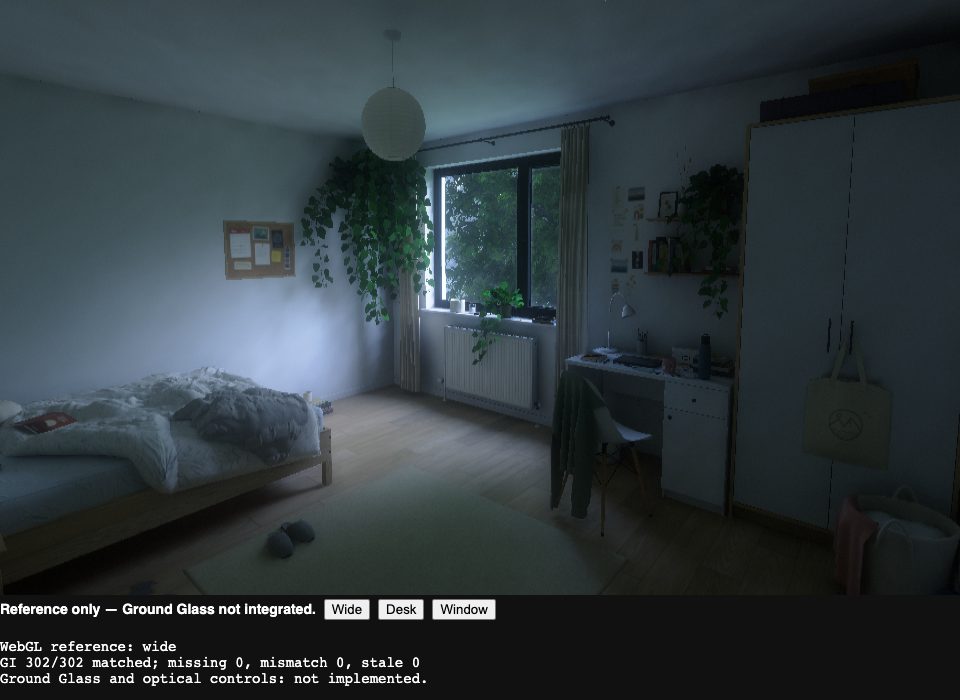 Reference only — Ground Glass not integrated. Wide Desk Window
WebGL reference: wide
GI 302/302 matched; missing 0, mismatch 0, stale 0
Ground Glass and optical controls: not implemented.